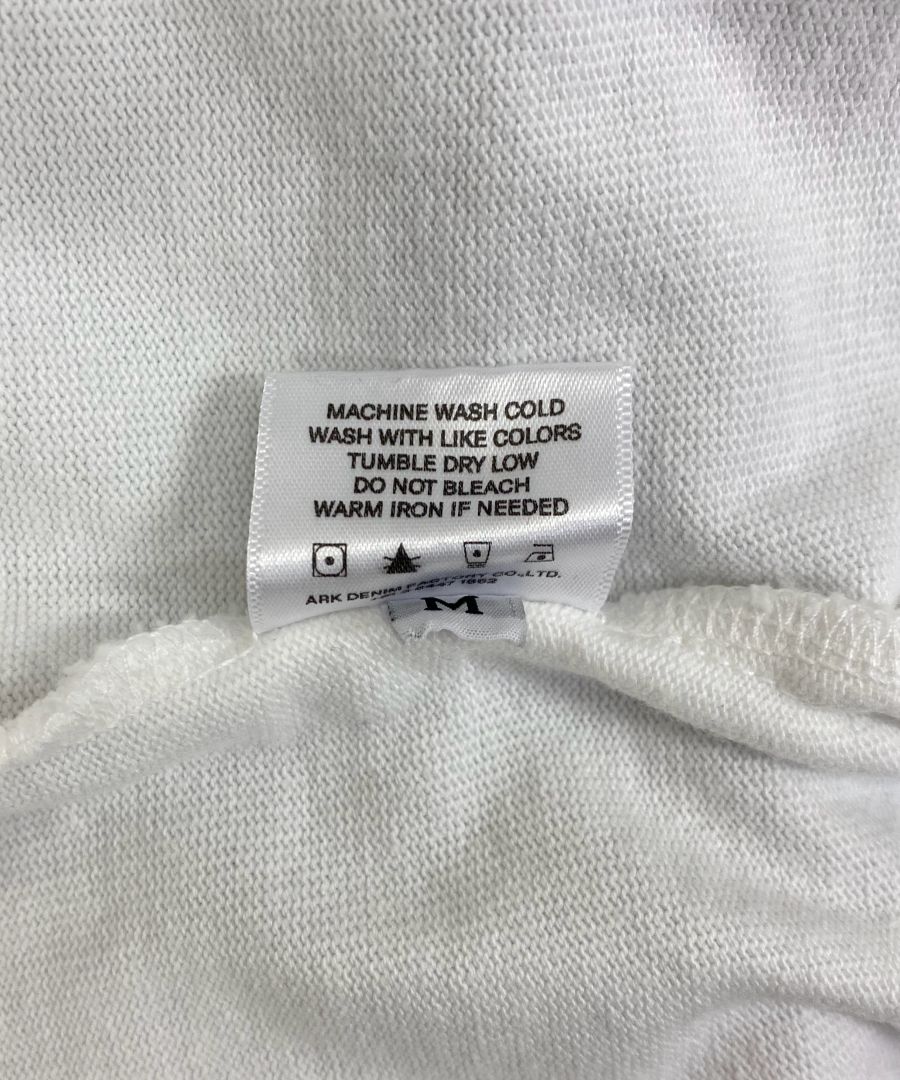 MACHINE WASH COLD
WASH WITH LIKE COLORS
TUMBLE DRY LOW
DO NOT BLEACH
WARM IRON IF NEEDED
ARK DENIM FACTORY CO.,LTD.
M